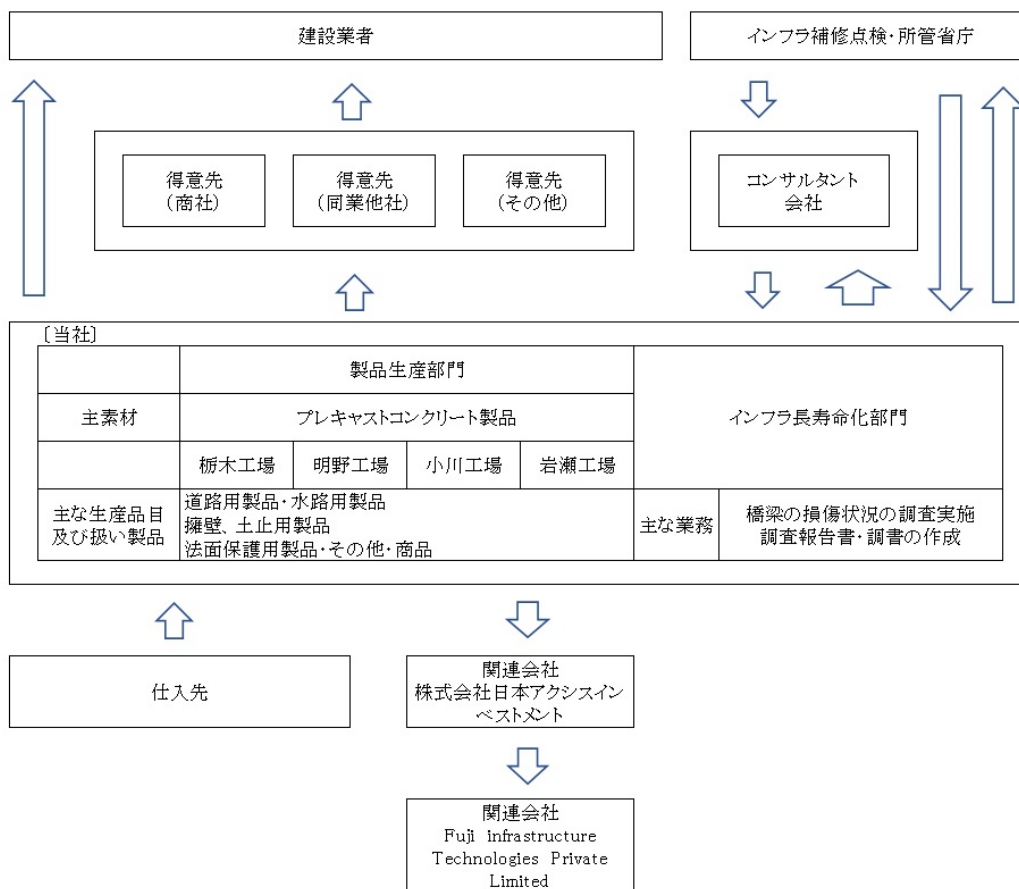 建設業者
インフラ補修点検・所管省庁
得意先
(商社)
得意先
(同業他社)
得意先
(その他)
コンサルタント
会社
〔当社〕
製品生産部門
主素材
プレキャストコンクリート製品
インフラ長寿命化部門
栃木工場
明野工場
小川工場
岩瀬工場
主な生産品目
及び扱い製品
道路用製品・水路用製品
擁壁、土止用製品
法面保護用製品・その他・商品
主な業務
橋梁の損傷状況の調査実施
調査報告書・調書の作成
仕入先
関連会社
株式会社日本アクシスイン
ベストメント
関連会社
Fuji infrastructure
Technologies Private
Limited